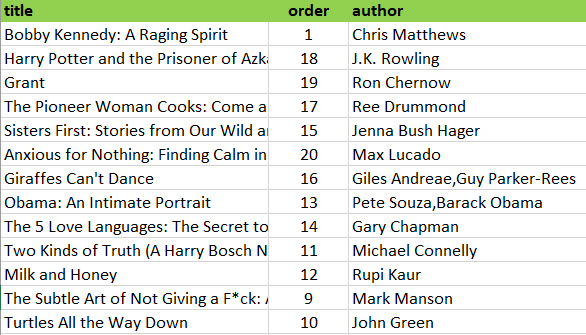 title order author
Bobby Kennedy: A Raging Spirit 1 Chris Matthews
Harry Potter and the Prisoner of Azka 18 J.K. Rowling
Grant 19 Ron Chernow
The Pioneer Woman Cooks: Come a 17 Ree Drummond
Sisters First: Stories from Our Wild an 15 Jenna Bush Hager
Anxious for Nothing: Finding Calm in 20 Max Lucado
Giraffes Can't Dance 16 Giles Andreae,Guy Parker-Rees
Obama: An Intimate Portrait 13 Pete Souza,Barack Obama
The 5 Love Languages: The Secret to 14 Gary Chapman
Two Kinds of Truth (A Harry Bosch N 11 Michael Connelly
Milk and Honey 12 Rupi Kaur
The Subtle Art of Not Giving a F*ck: A 9 Mark Manson
Turtles All the Way Down 10 John Green